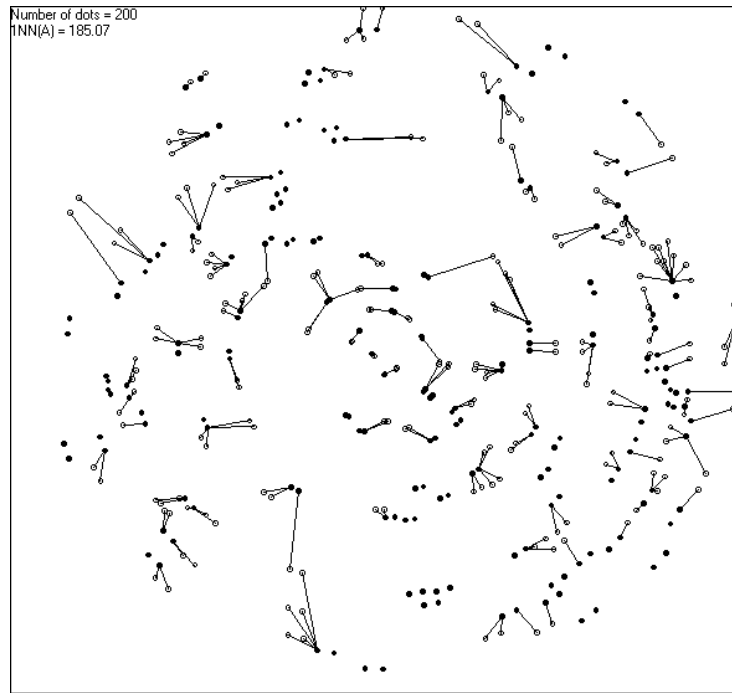 Number of dots = 200
1NN(A) = 185.07